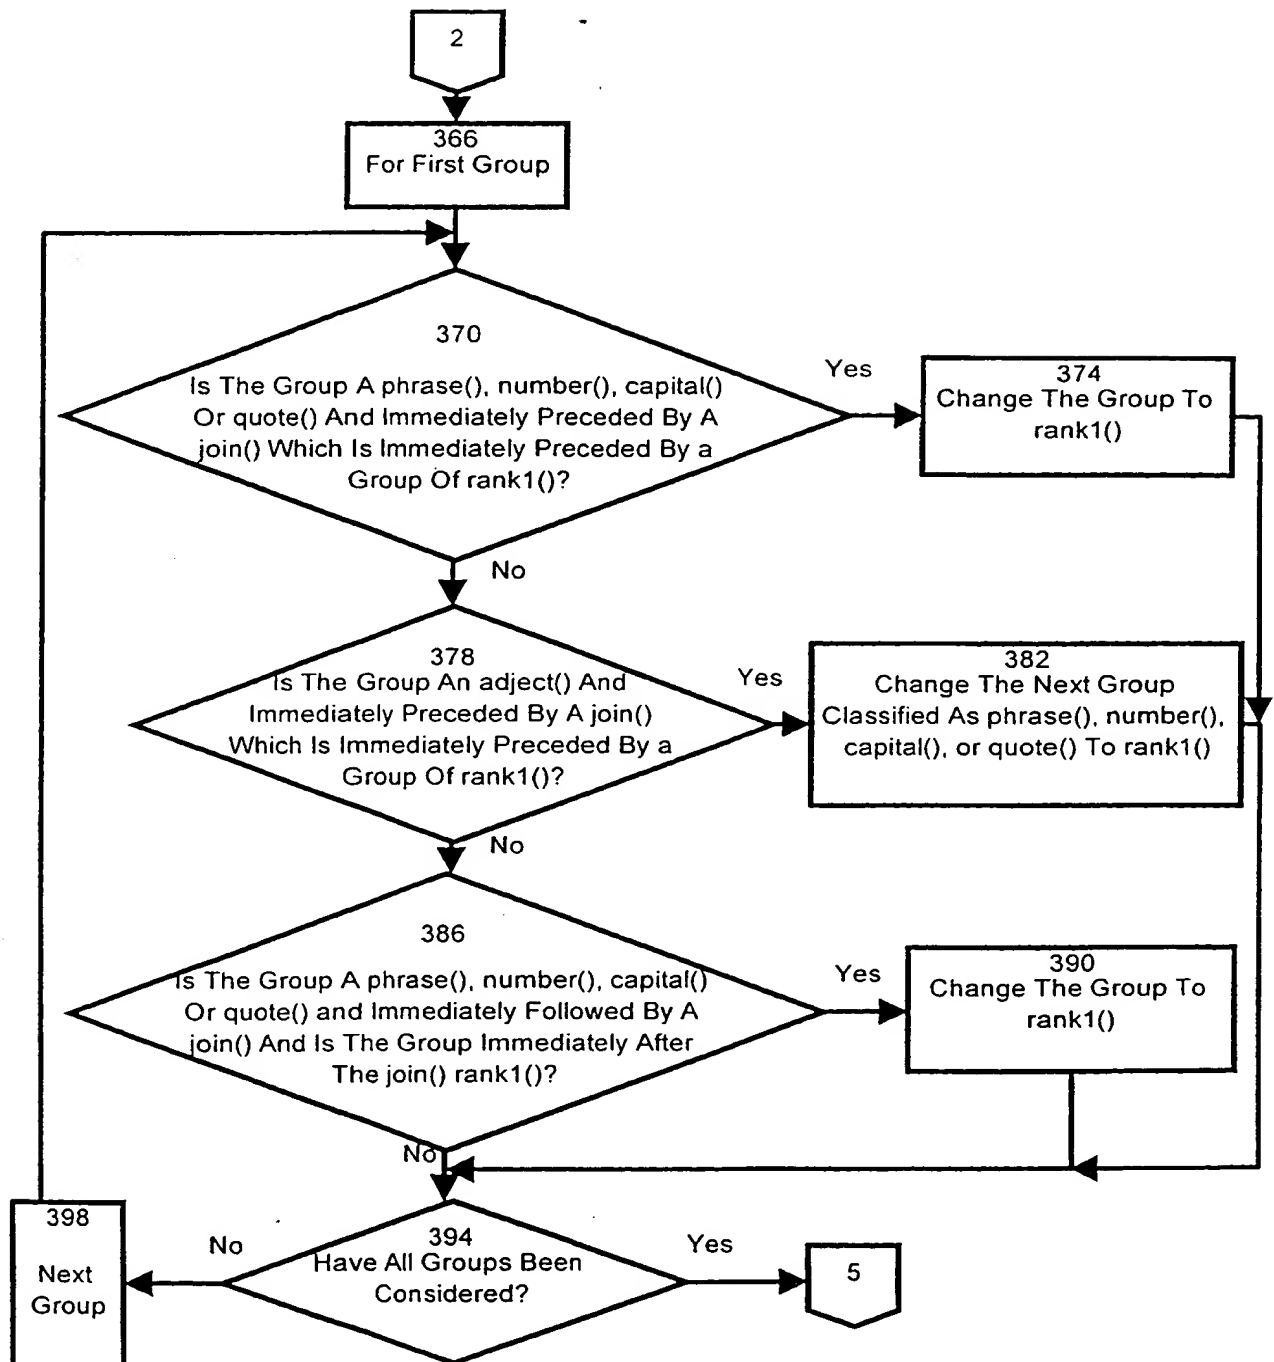 2
366
For First Group
370
Is The Group A phrase(), number(), capital()
Or quote() And Immediately Preceded By A
join() Which Is Immediately Preceded By a
Group Of rank1()?
Yes
374
Change The Group To
rank1()
No
378
Is The Group An adject() And
Immediately Preceded By A join()
Which Is Immediately Preceded By a
Group Of rank1()?
Yes
382
Change The Next Group
Classified As phrase(), number(),
capital(), or quote() To rank1()
No
386
Is The Group A phrase(), number(), capital()
Or quote() and Immediately Followed By A
join() And Is The Group Immediately After
The join() rank1()?
Yes
390
Change The Group To
rank1()
No
394
Have All Groups Been
Considered?
No
Yes
398
Next
Group
5